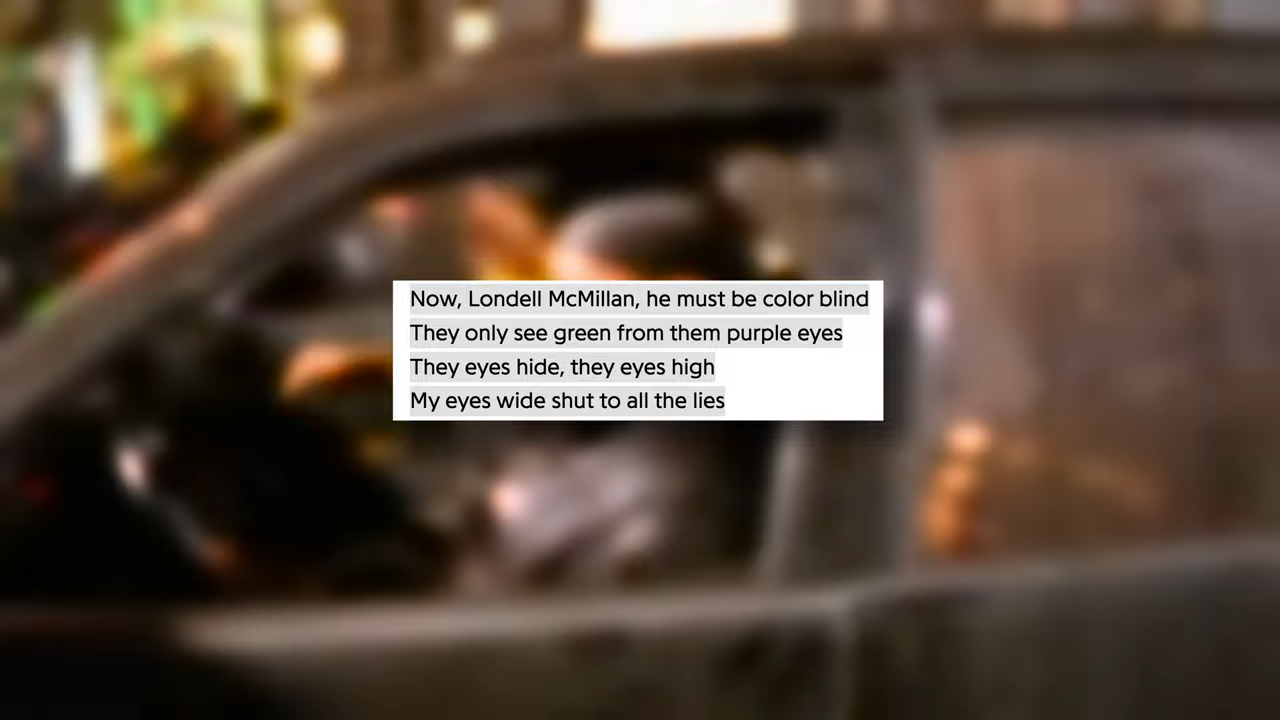 Now, Londell McMillan, he must be color blind
They only see green from them purple eyes
They eyes hide, they eyes high
My eyes wide shut to all the lies